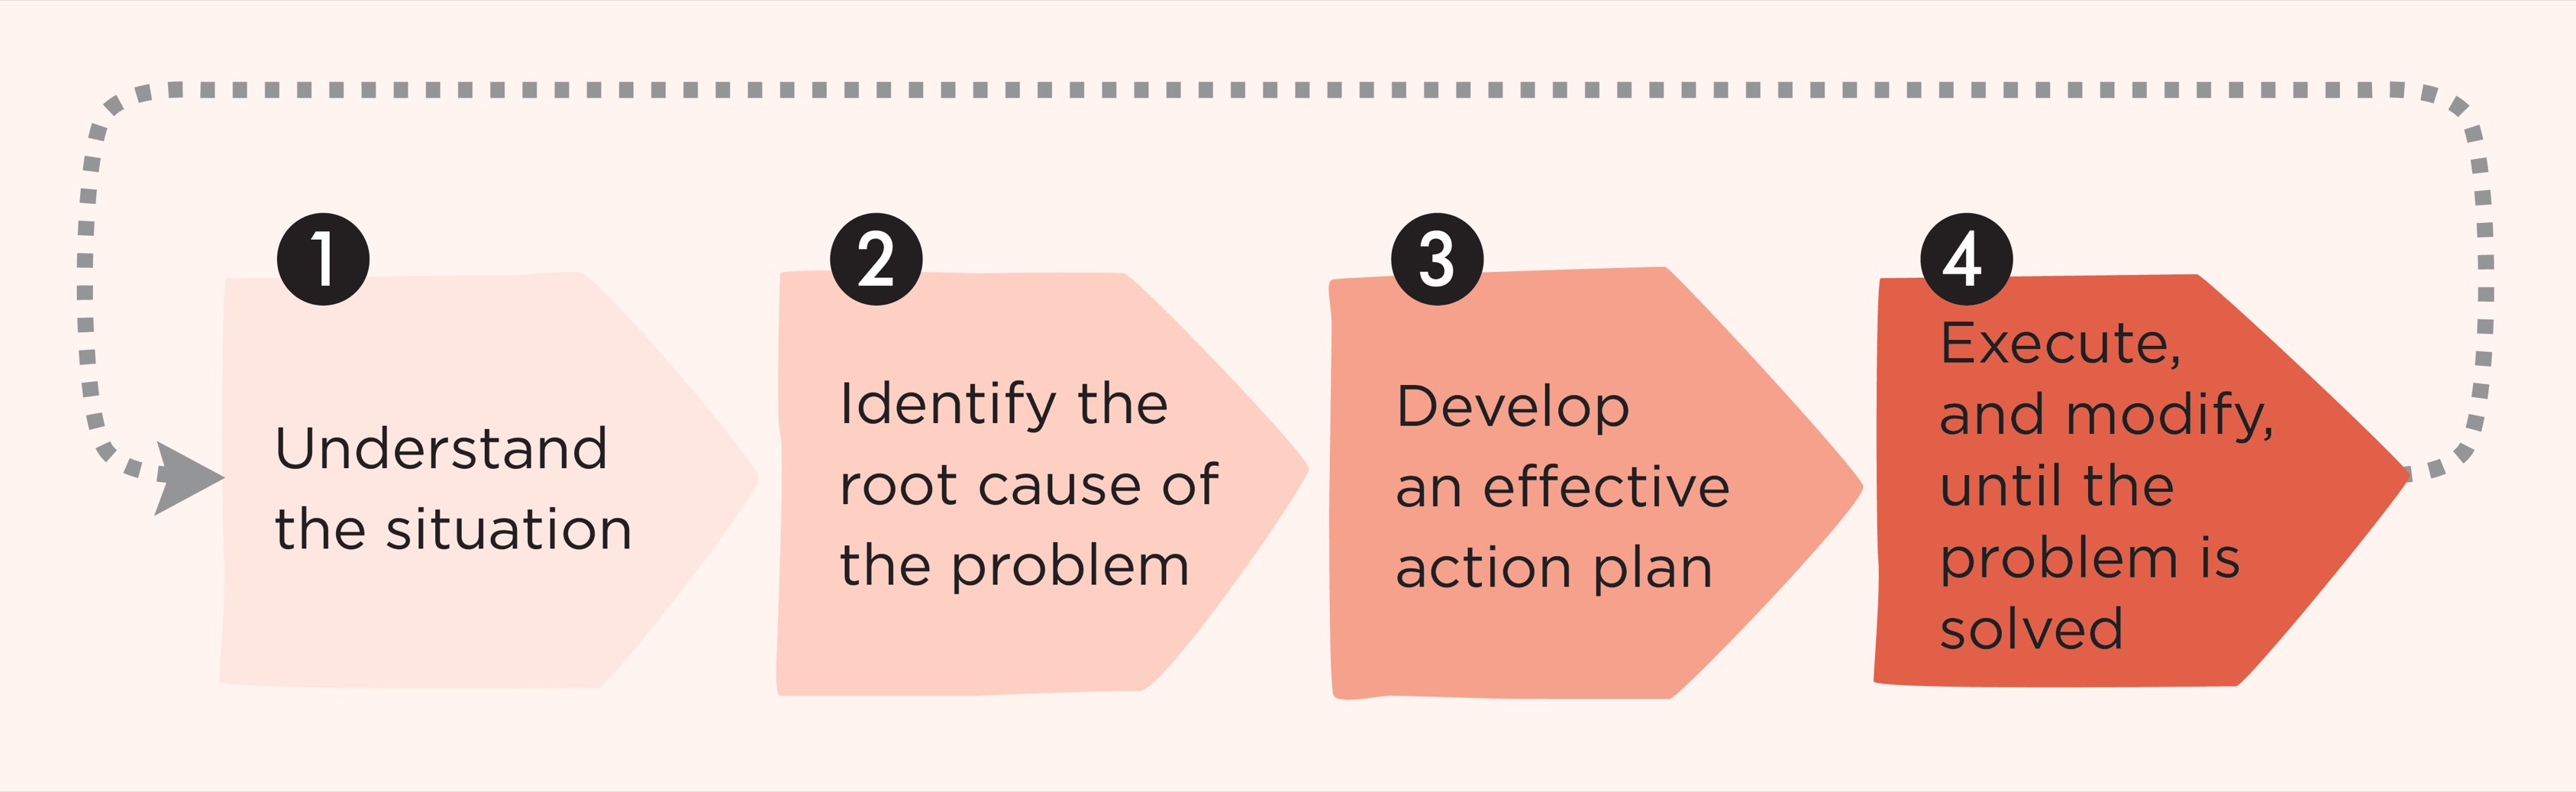 1
Understand
the situation
2
Identify the
root cause of
the problem
3
Develop
an effective
action plan
4
Execute,
and modify,
until the
problem is
solved